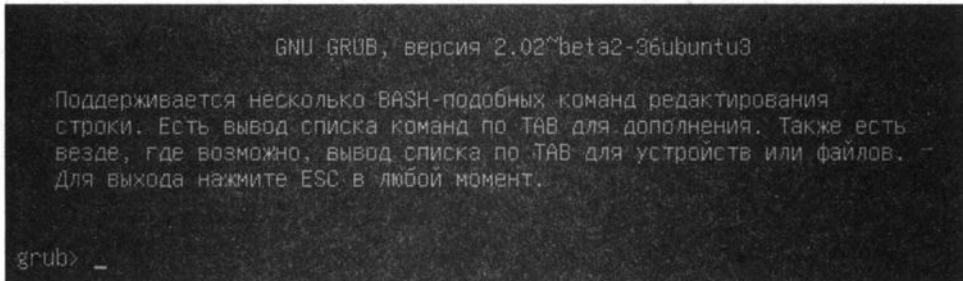 GNU GRUB, версия 2.02~beta2-36ubuntu3
Поддерживается несколько BASH-подобных команд редактирования
строки. Есть вывод списка команд по TAB для дополнения. Также есть
везде, где возможно, вывод списка по TAB для устройств или файлов.
Для выхода нажмите ESC в любой момент.
grub> _